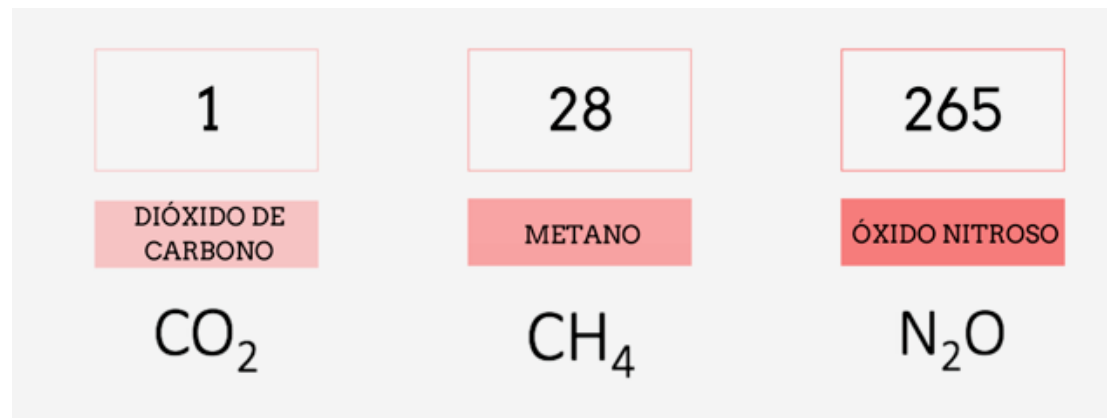 1
28
265
DIÓXIDO DE
CARBONO
METANO
ÓXIDO NITROSO
CO₂
CH₄
N₂O